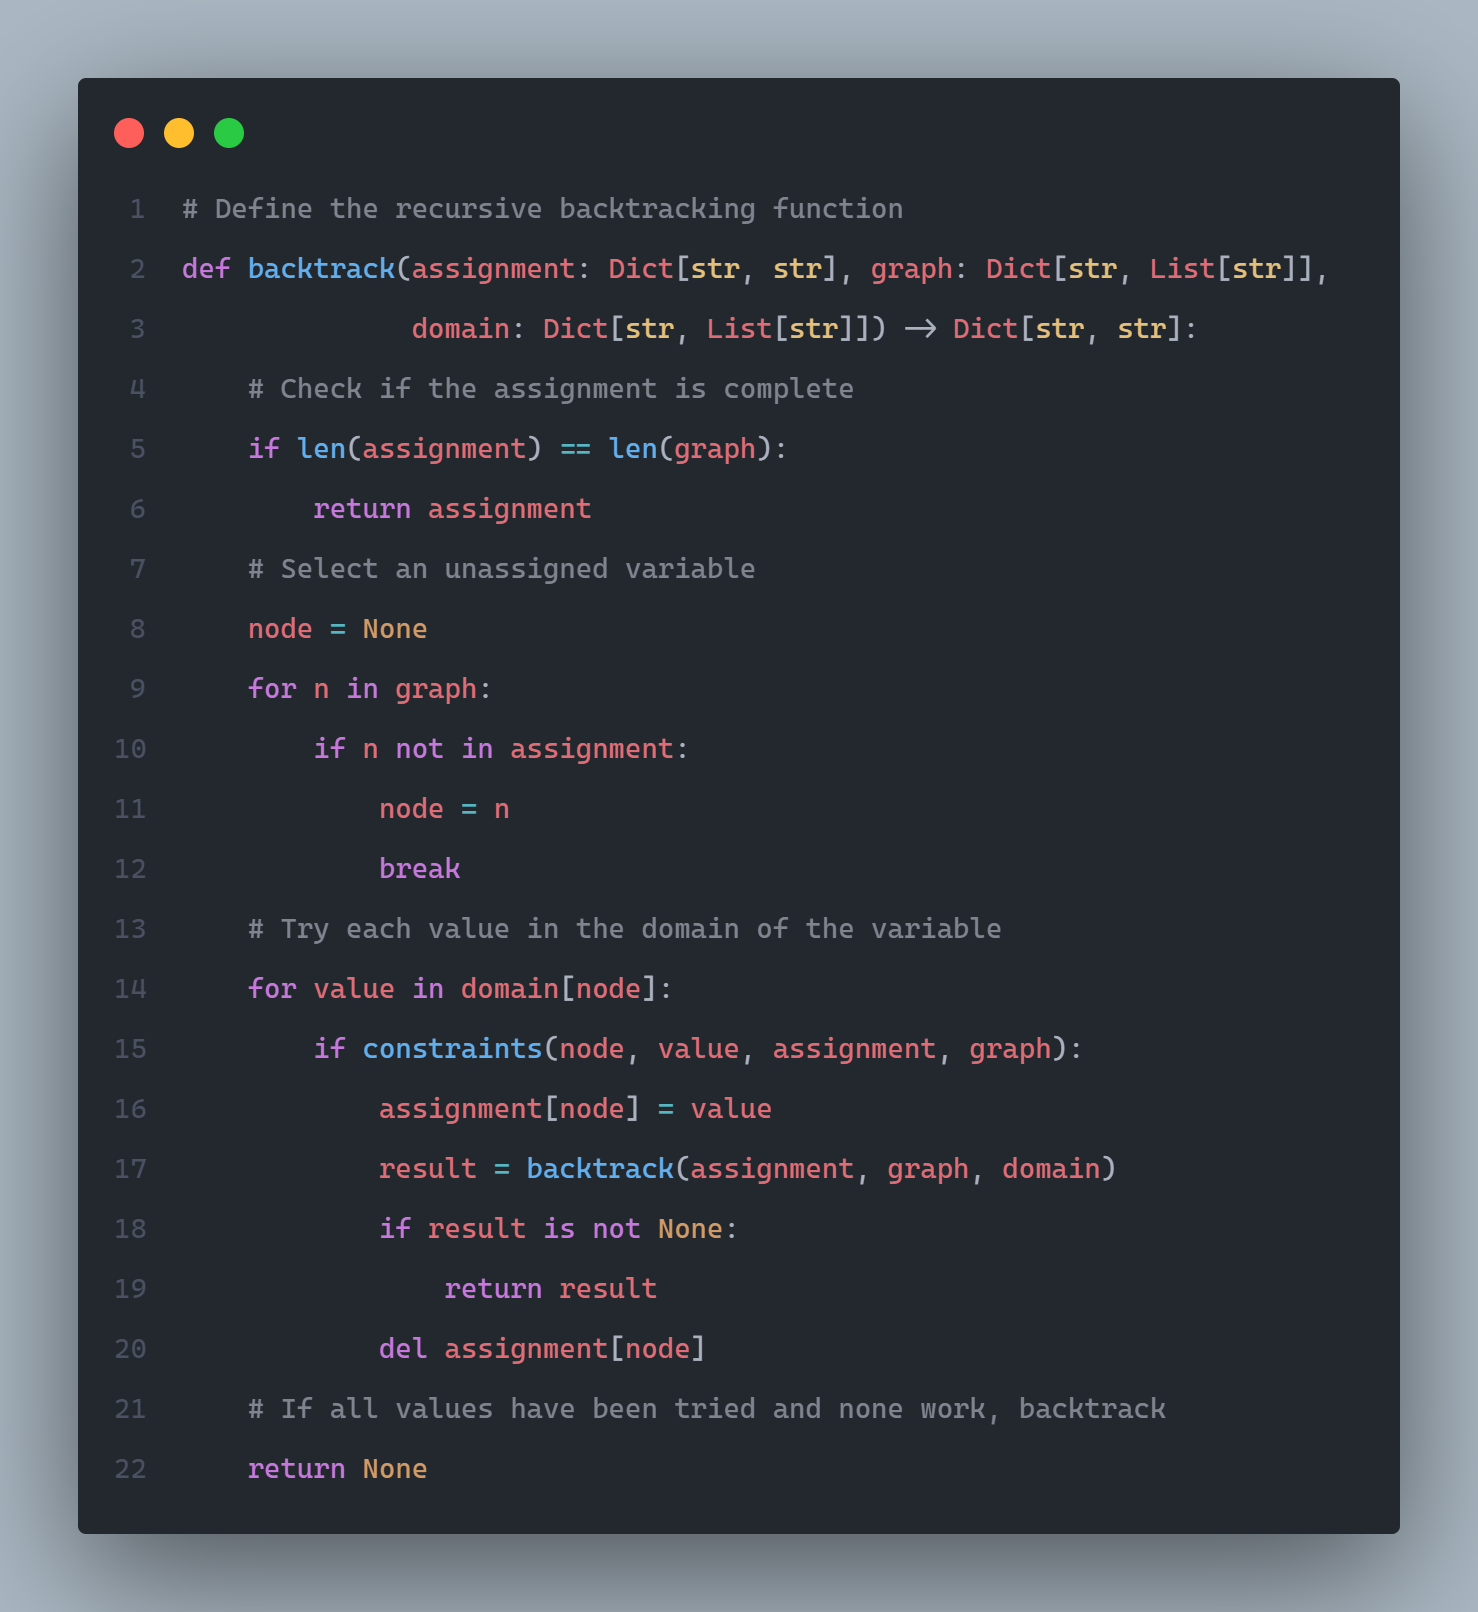 1 # Define the recursive backtracking function
2 def backtrack(assignment: Dict[str, str], graph: Dict[str, List[str]],
3               domain: Dict[str, List[str]]) -> Dict[str, str]:
4     # Check if the assignment is complete
5     if len(assignment) == len(graph):
6         return assignment
7     # Select an unassigned variable
8     node = None
9     for n in graph:
10         if n not in assignment:
11             node = n
12             break
13     # Try each value in the domain of the variable
14     for value in domain[node]:
15         if constraints(node, value, assignment, graph):
16             assignment[node] = value
17             result = backtrack(assignment, graph, domain)
18             if result is not None:
19                 return result
20             del assignment[node]
21     # If all values have been tried and none work, backtrack
22     return None